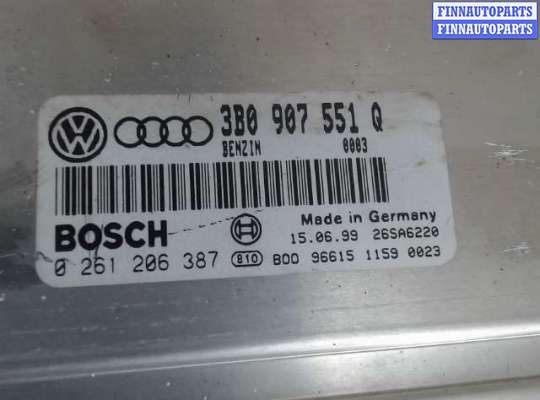 FINNAUTOPARTS
FINNAUTOPARTS
3B0 907 551 Q
BENZIN 0003
BOSCH
Made in Germany
15.06.99 26SA6220
0 261 206 387 810 B00 96615 1159 0023